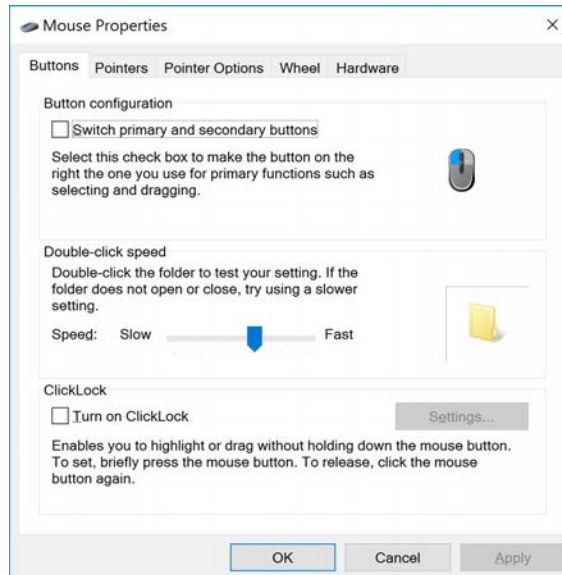 Mouse Properties
Buttons Pointers Pointer Options Wheel Hardware
Button configuration
Switch primary and secondary buttons
Select this check box to make the button on the
right the one you use for primary functions such as
selecting and dragging.
Double-click speed
Double-click the folder to test your setting. If the
folder does not open or close, try using a slower
setting.
Speed: Slow Fast
ClickLock
Turn on ClickLock Settings...
Enables you to highlight or drag without holding down the mouse button.
To set, briefly press the mouse button. To release, click the mouse
button again.
OK Cancel Apply